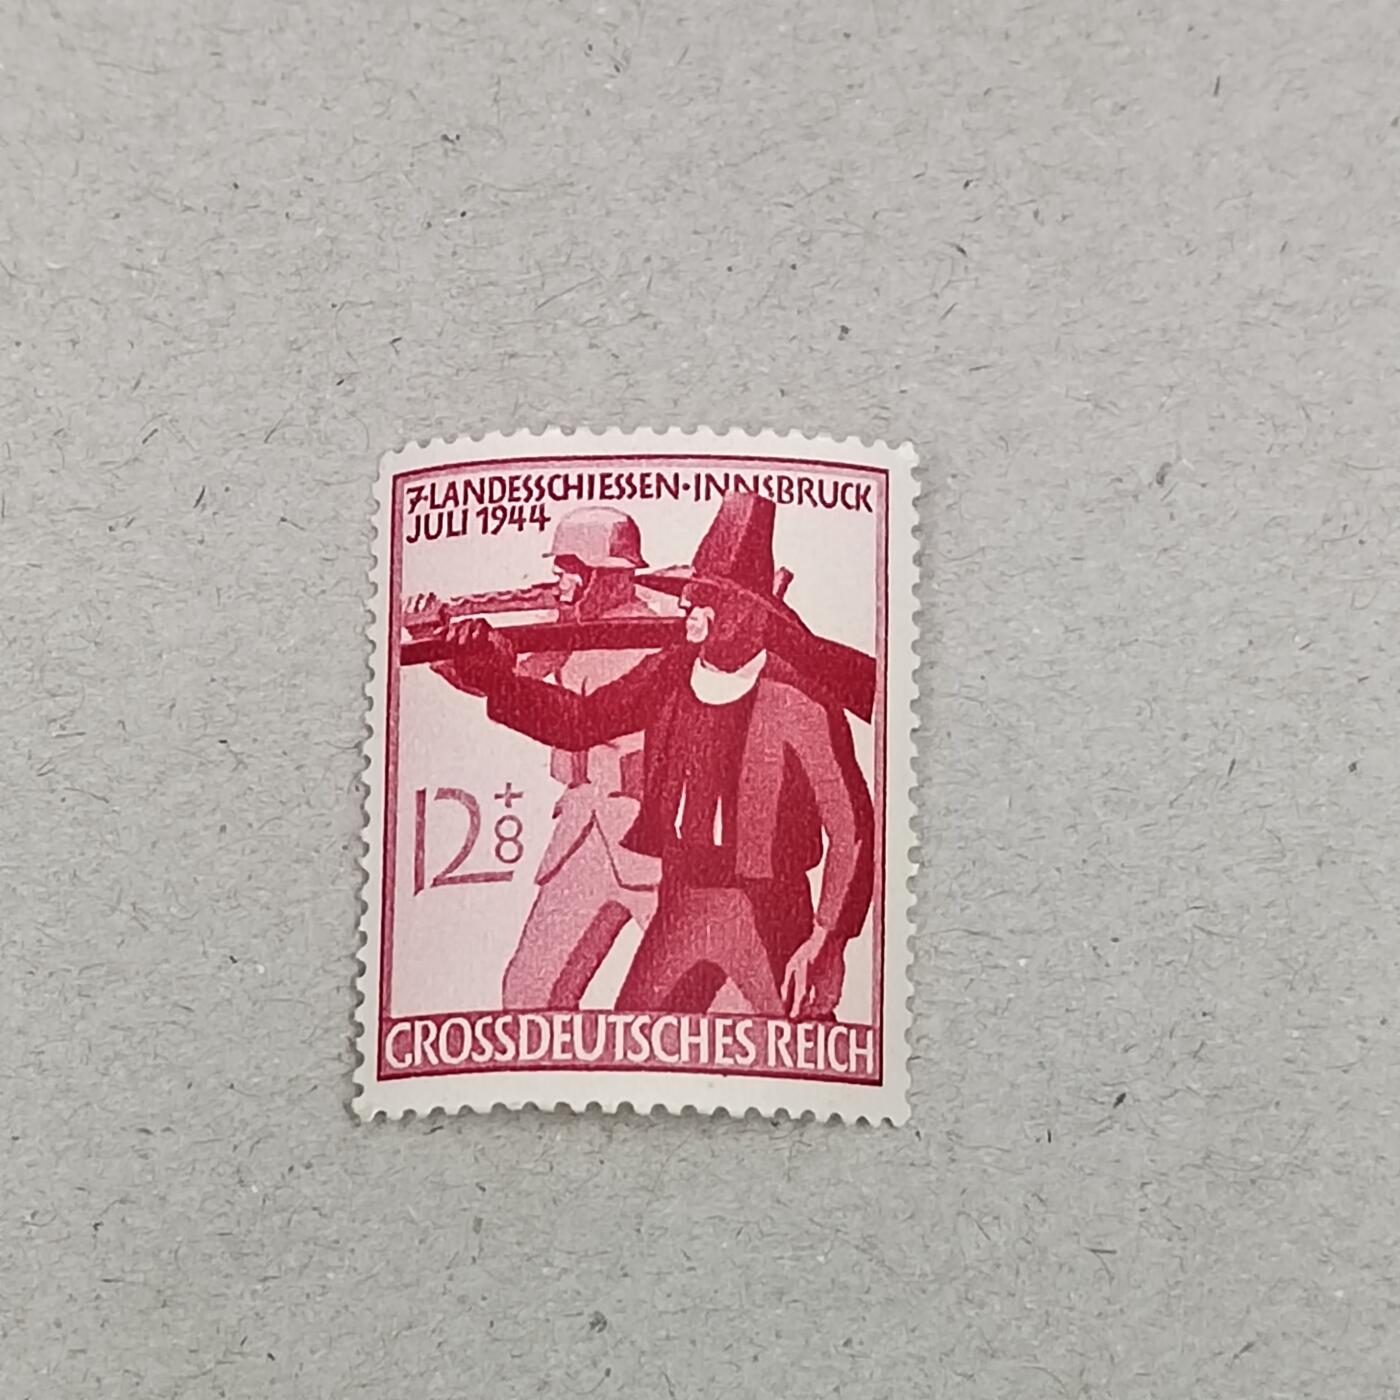 7·LANDESSCHIESSEN·INNSBRUCK
JULI 1944
12+8
GROSSDEUTSCHES REICH